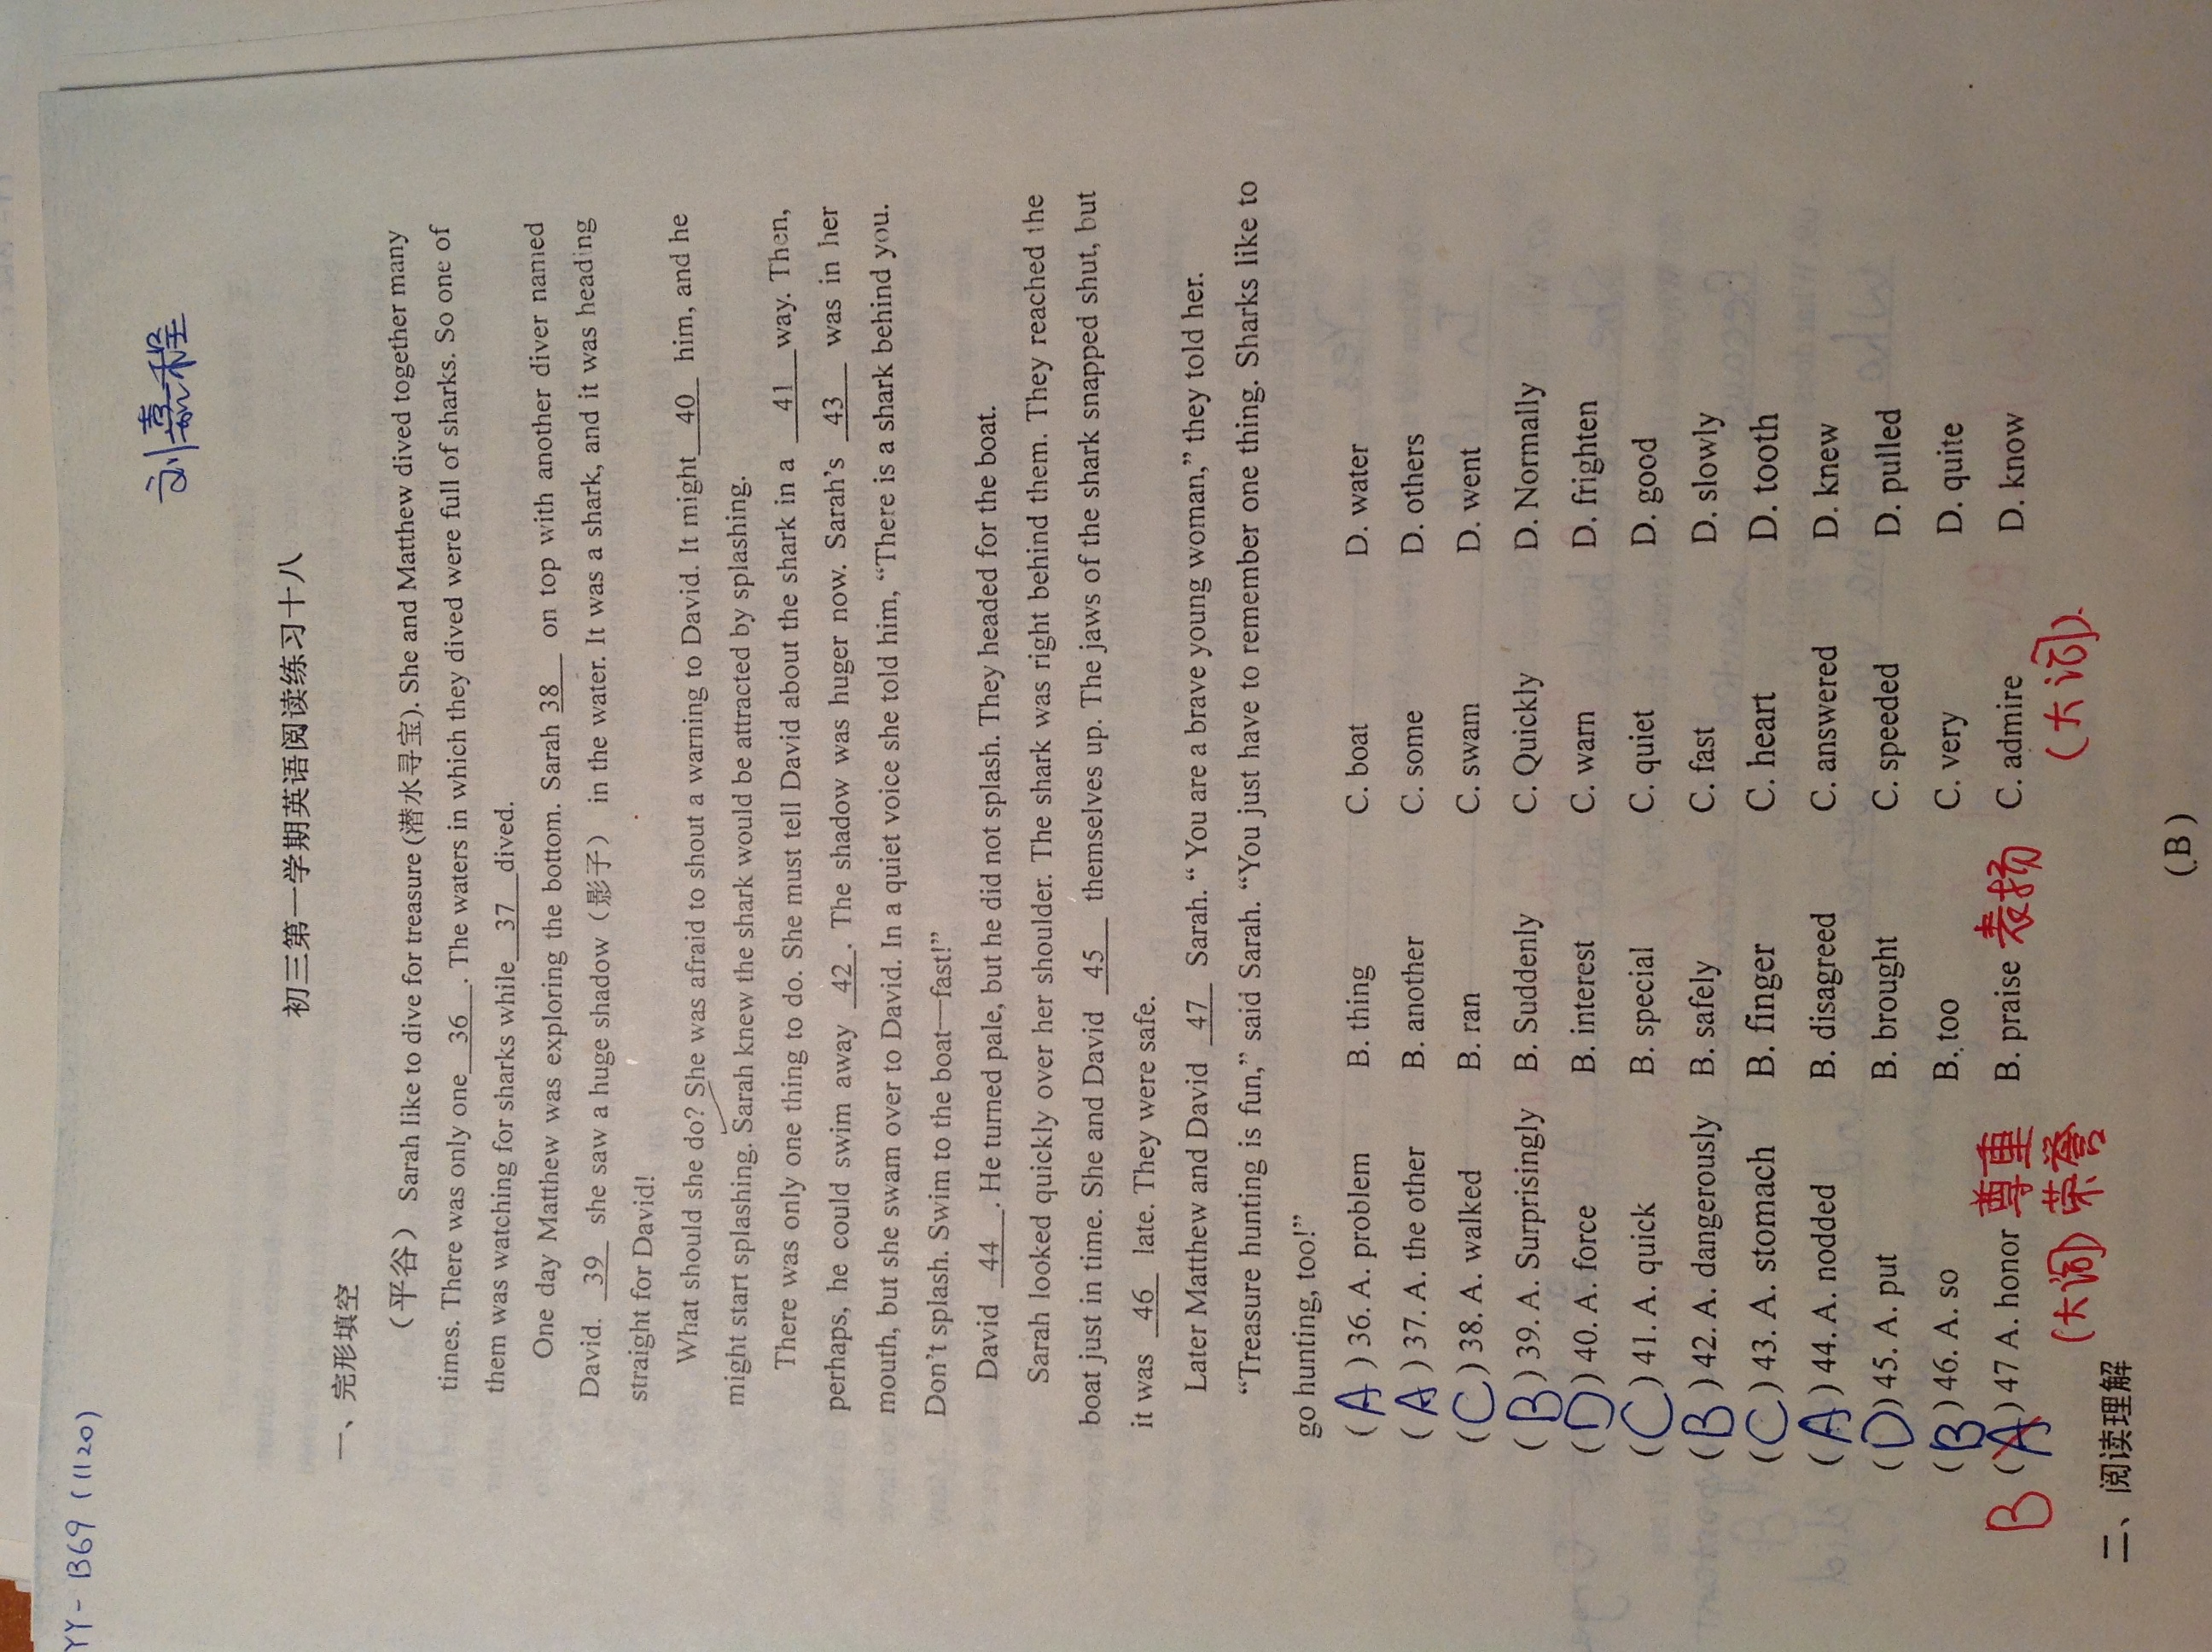 YY- B69 (1120)
刘嘉程
初三第一学期英语阅读练习十八
一、完形填空
（平谷） Sarah like to dive for treasure (潜水寻宝). She and Matthew dived together many
times. There was only one 36 . The waters in which they dived were full of sharks. So one of
them was watching for sharks while 37 dived.
One day Matthew was exploring the bottom. Sarah 38 on top with another diver named
David. 39 she saw a huge shadow（影子） in the water. It was a shark, and it was heading
straight for David!
What should she do? She was afraid to shout a warning to David. It might 40 him, and he
might start splashing. Sarah knew the shark would be attracted by splashing.
There was only one thing to do. She must tell David about the shark in a 41 way. Then,
perhaps, he could swim away 42 . The shadow was huger now. Sarah's 43 was in her
mouth, but she swam over to David. In a quiet voice she told him, “There is a shark behind you.
Don't splash. Swim to the boat—fast!”
David 44 . He turned pale, but he did not splash. They headed for the boat.
Sarah looked quickly over her shoulder. The shark was right behind them. They reached the
boat just in time. She and David 45 themselves up. The jaws of the shark snapped shut, but
it was 46 late. They were safe.
Later Matthew and David 47 Sarah. “ You are a brave young woman,” they told her.
“Treasure hunting is fun,” said Sarah. “You just have to remember one thing. Sharks like to
go hunting, too!”
( A ) 36. A. problem B. thing C. boat D. water
( A ) 37. A. the other B. another C. some D. others
( C ) 38. A. walked B. ran C. swam D. went
( B ) 39. A. Surprisingly B. Suddenly C. Quickly D. Normally
( D ) 40. A. force B. interest C. warn D. frighten
( C ) 41. A. quick B. special C. quiet D. good
( B ) 42. A. dangerously B. safely C. fast D. slowly
( C ) 43. A. stomach B. finger C. heart D. tooth
( A ) 44. A. nodded B. disagreed C. answered D. knew
( D ) 45. A. put B. brought C. speeded D. pulled
( B ) 46. A. so B. too C. very D. quite
B ( A ) 47 A. honor 尊重 B. praise 表扬 C. admire D. know
(大词) 荣誉 (大词).
二、阅读理解
( B )